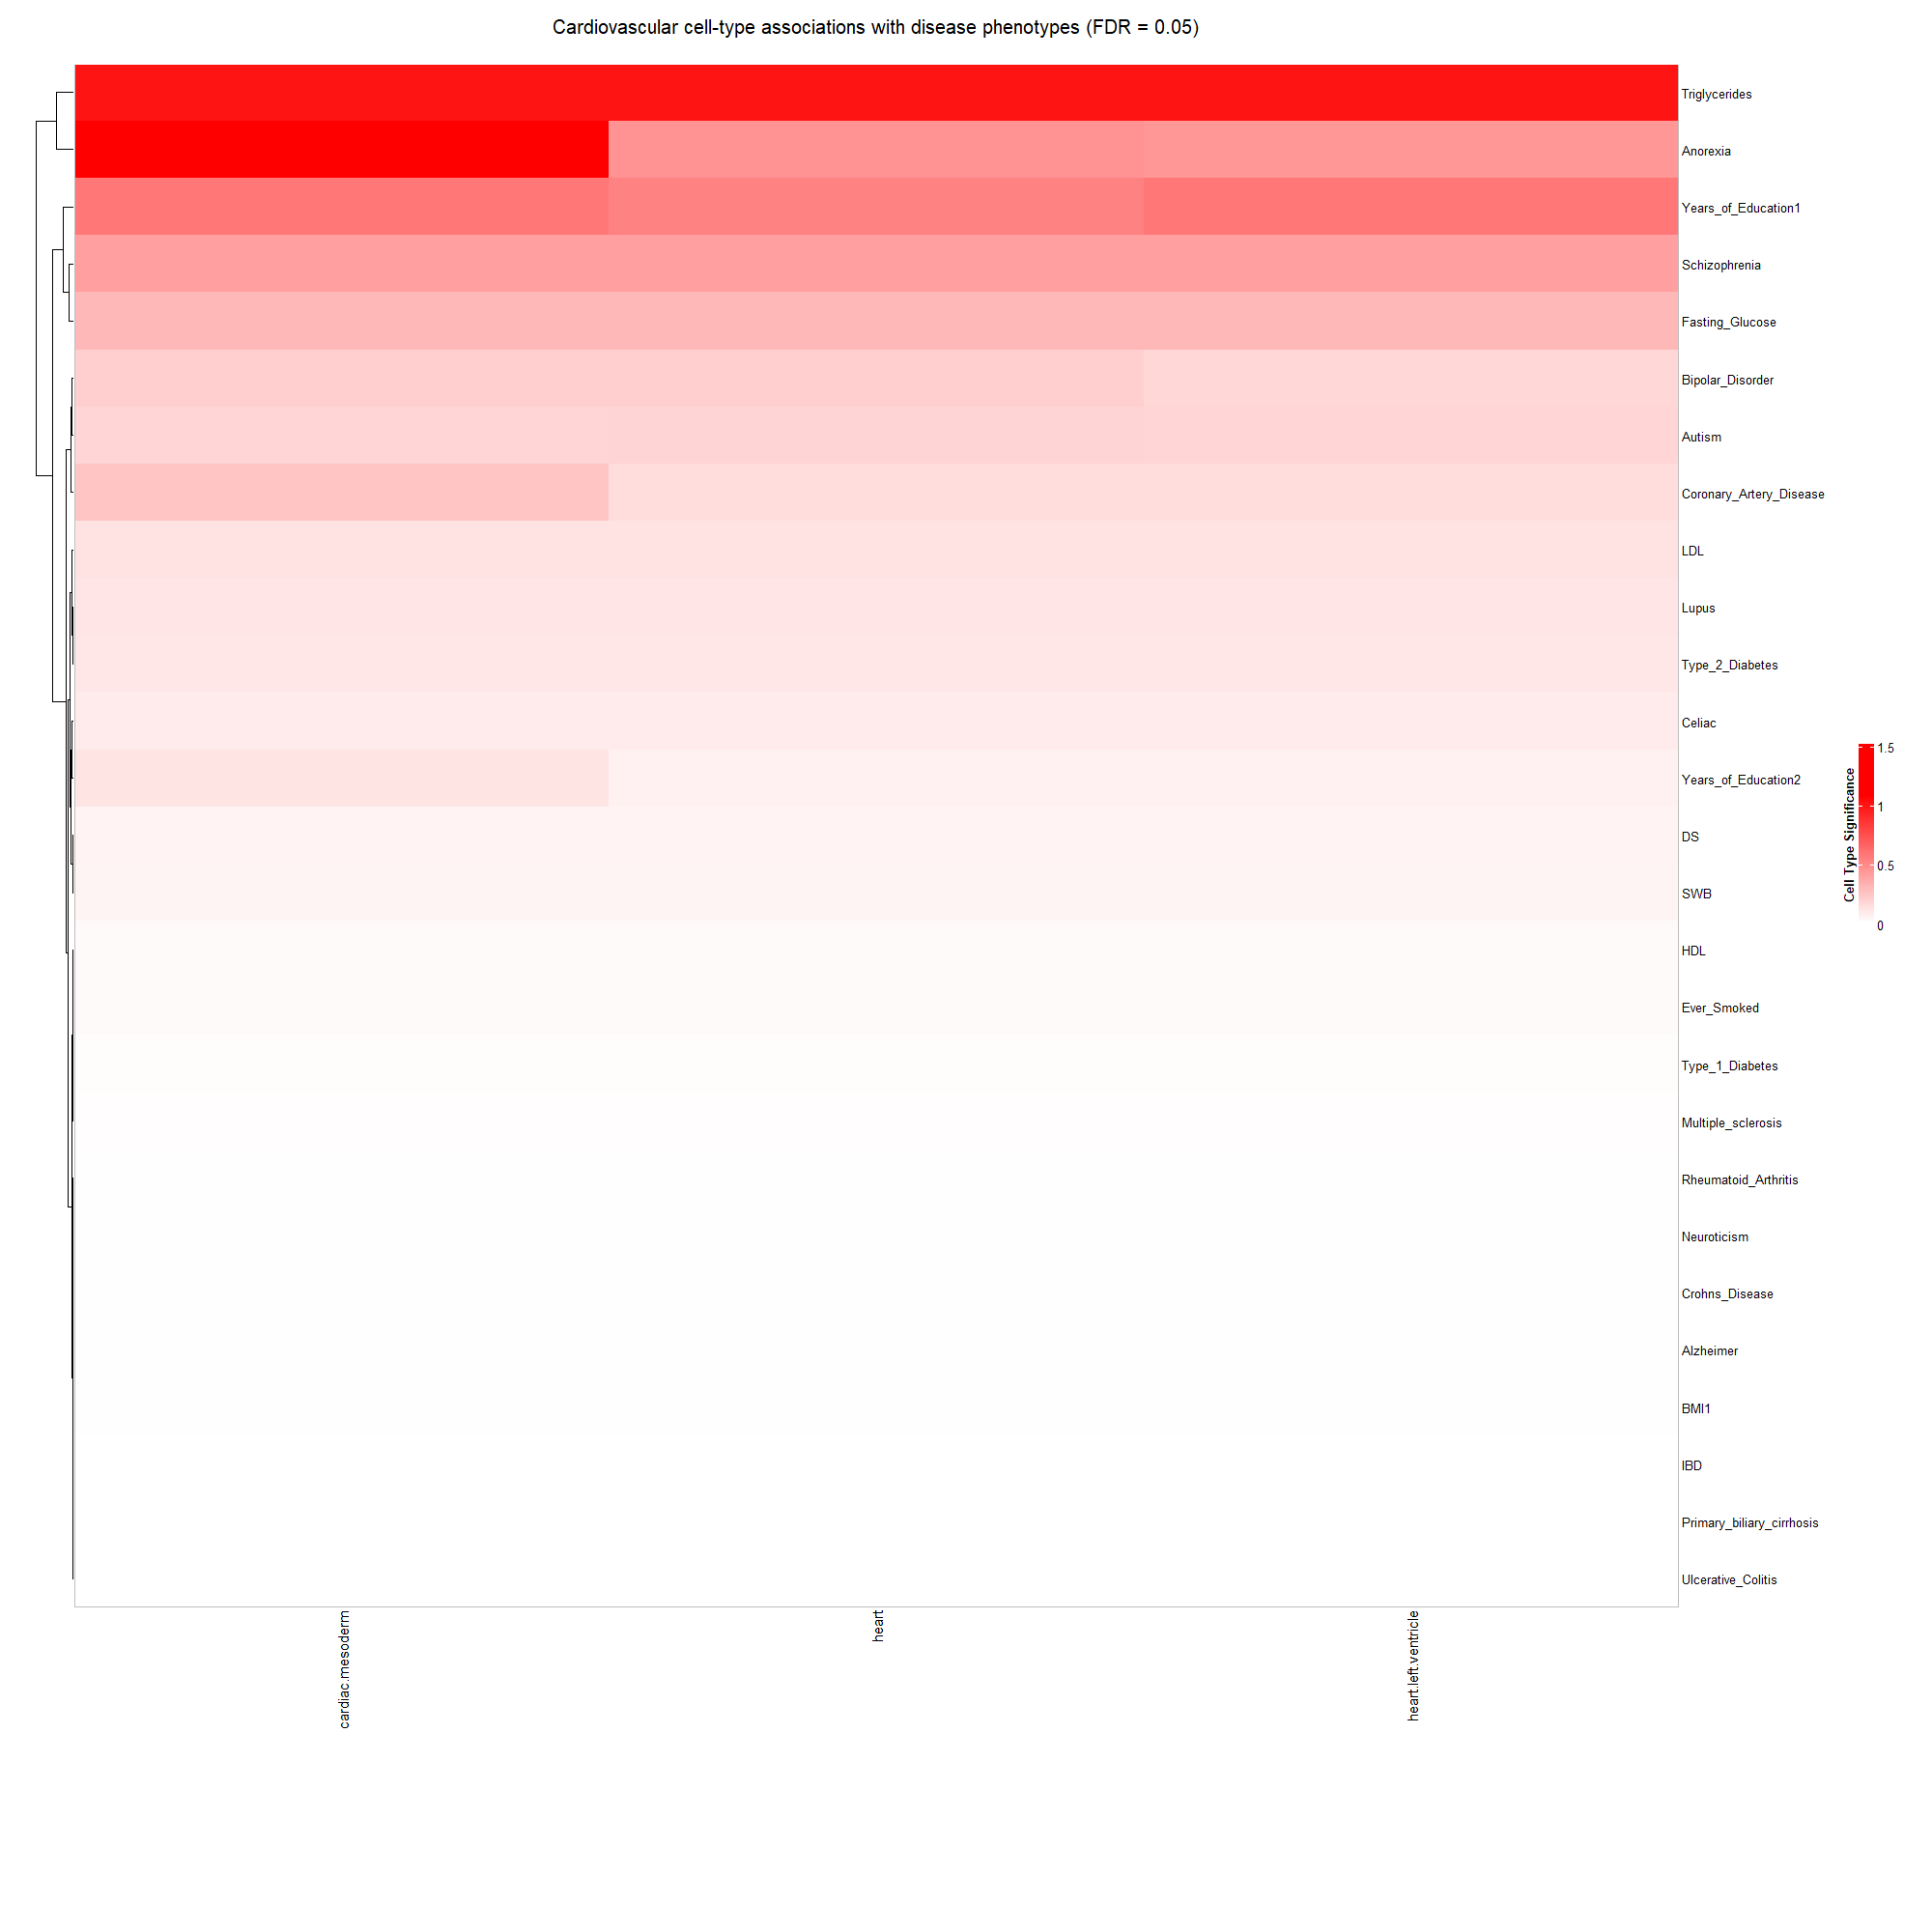 Cardiovascular cell-type associations with disease phenotypes (FDR = 0.05)
Triglycerides
Anorexia
Years_of_Education1
Schizophrenia
Fasting_Glucose
Bipolar_Disorder
Autism
Coronary_Artery_Disease
LDL
Lupus
Type_2_Diabetes
Celiac
Years_of_Education2
DS
SWB
HDL
Ever_Smoked
Type_1_Diabetes
Multiple_sclerosis
Rheumatoid_Arthritis
Neuroticism
Crohns_Disease
Alzheimer
BMI1
IBD
Primary_biliary_cirrhosis
Ulcerative_Colitis
cardiac.mesoderm
heart
heart.left.ventricle
Cell Type Significance
1.5
1
0.5
0